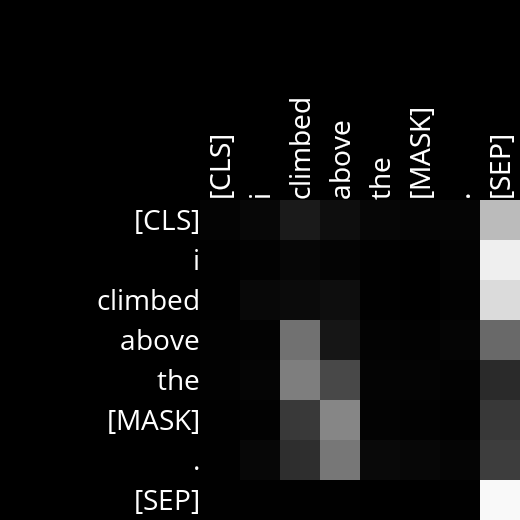 [CLS] i climbed above the [MASK] . [SEP]
[CLS]
i
climbed
above
the
[MASK]
.
[SEP]